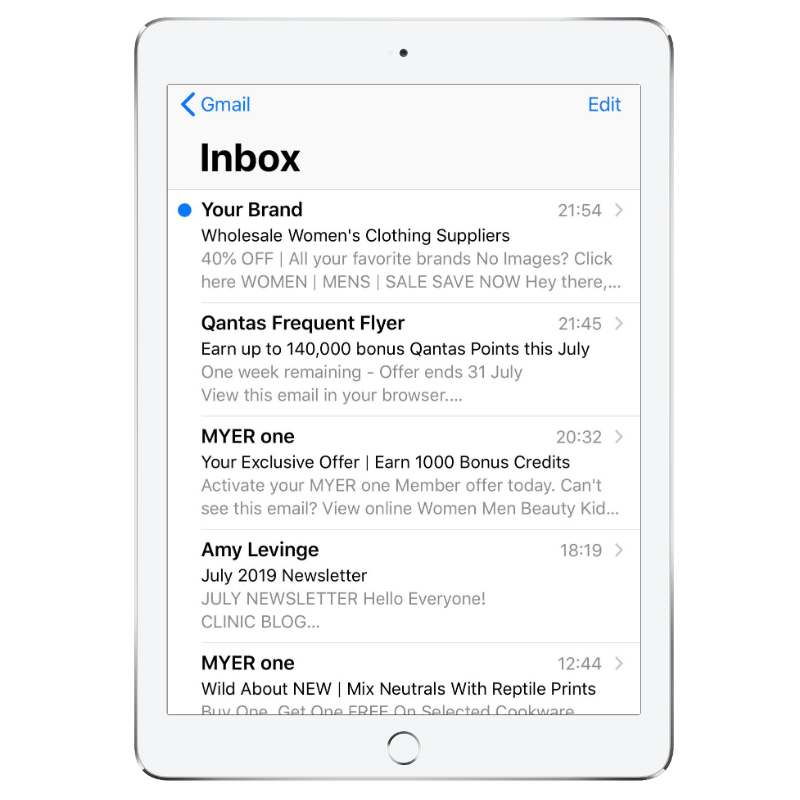 Gmail Edit
Inbox
Your Brand 21:54
Wholesale Women's Clothing Suppliers
40% OFF | All your favorite brands No Images? Click
here WOMEN | MENS | SALE SAVE NOW Hey there,...
Qantas Frequent Flyer 21:45
Earn up to 140,000 bonus Qantas Points this July
One week remaining - Offer ends 31 July
View this email in your browser....
MYER one 20:32
Your Exclusive Offer | Earn 1000 Bonus Credits
Activate your MYER one Member offer today. Can't
see this email? View online Women Men Beauty Kid...
Amy Levinge 18:19
July 2019 Newsletter
JULY NEWSLETTER Hello Everyone!
CLINIC BLOG...
MYER one 12:44
Wild About NEW | Mix Neutrals With Reptile Prints
Buy One, Get One FREE On Selected Cookware